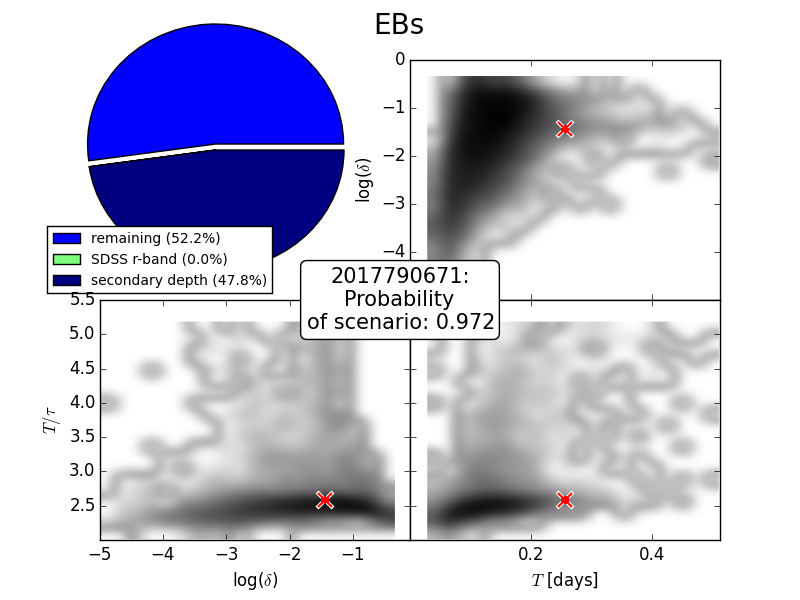 EBs
remaining (52.2%)
SDSS r-band (0.0%)
secondary depth (47.8%)
0
−1
−2
−3
−4
log(δ)
2017790671:
Probability
of scenario: 0.972
5.5
5.0
4.5
4.0
3.5
3.0
2.5
T/τ
−5 −4 −3 −2 −1
log(δ)
0.2 0.4
T [days]